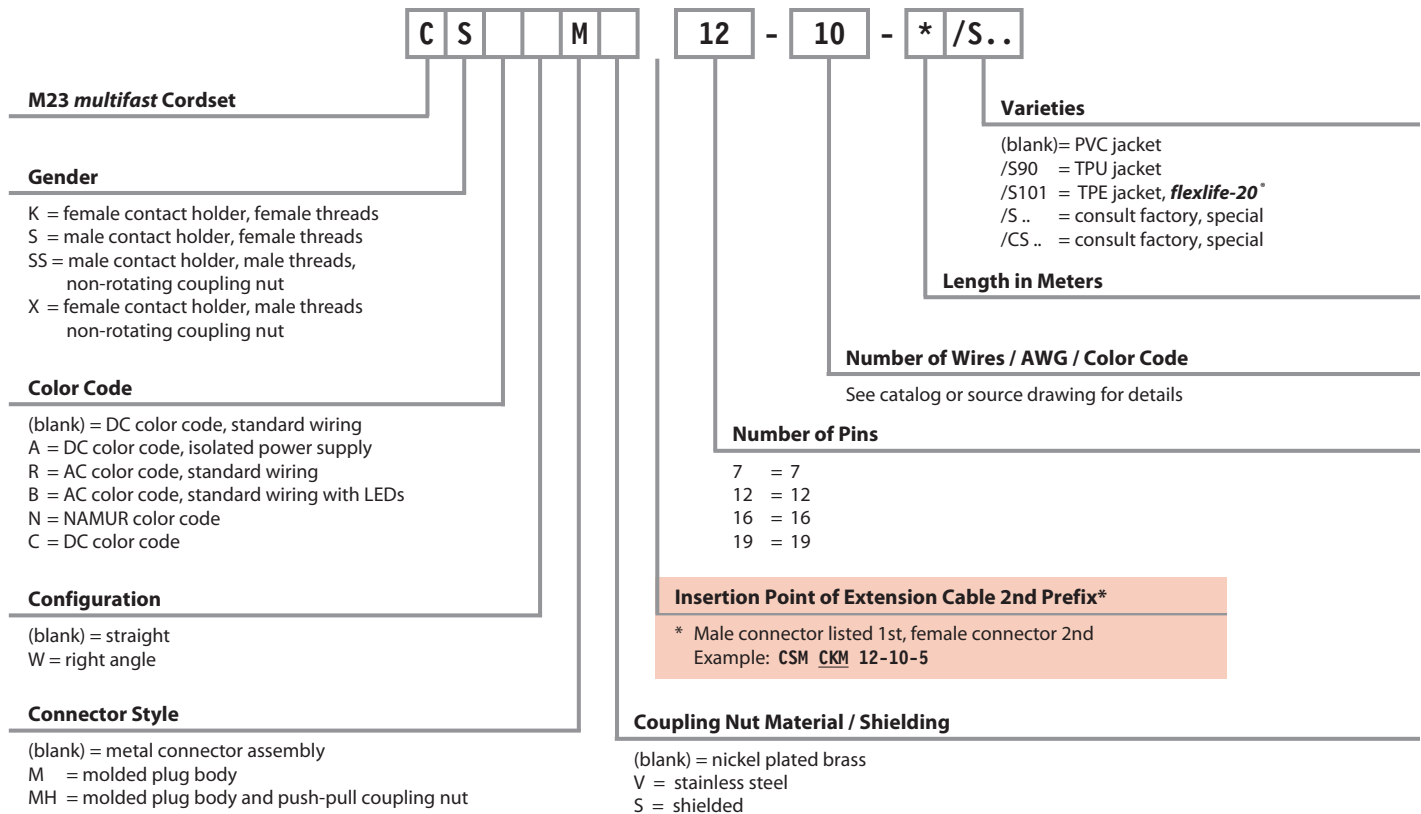 C S M 12 - 10 - * /S..
M23 multifast Cordset
Gender
K = female contact holder, female threads
S = male contact holder, female threads
SS = male contact holder, male threads,
non-rotating coupling nut
X = female contact holder, male threads
non-rotating coupling nut
Color Code
(blank) = DC color code, standard wiring
A = DC color code, isolated power supply
R = AC color code, standard wiring
B = AC color code, standard wiring with LEDs
N = NAMUR color code
C = DC color code
Configuration
(blank) = straight
W = right angle
Connector Style
(blank) = metal connector assembly
M = molded plug body
MH = molded plug body and push-pull coupling nut
Varieties
(blank)= PVC jacket
/S90 = TPU jacket
/S101 = TPE jacket, flexlife-20®
/S .. = consult factory, special
/CS .. = consult factory, special
Length in Meters
Number of Wires / AWG / Color Code
See catalog or source drawing for details
Number of Pins
7 = 7
12 = 12
16 = 16
19 = 19
Insertion Point of Extension Cable 2nd Prefix*
* Male connector listed 1st, female connector 2nd
Example: CSM CKM 12-10-5
Coupling Nut Material / Shielding
(blank) = nickel plated brass
V = stainless steel
S = shielded